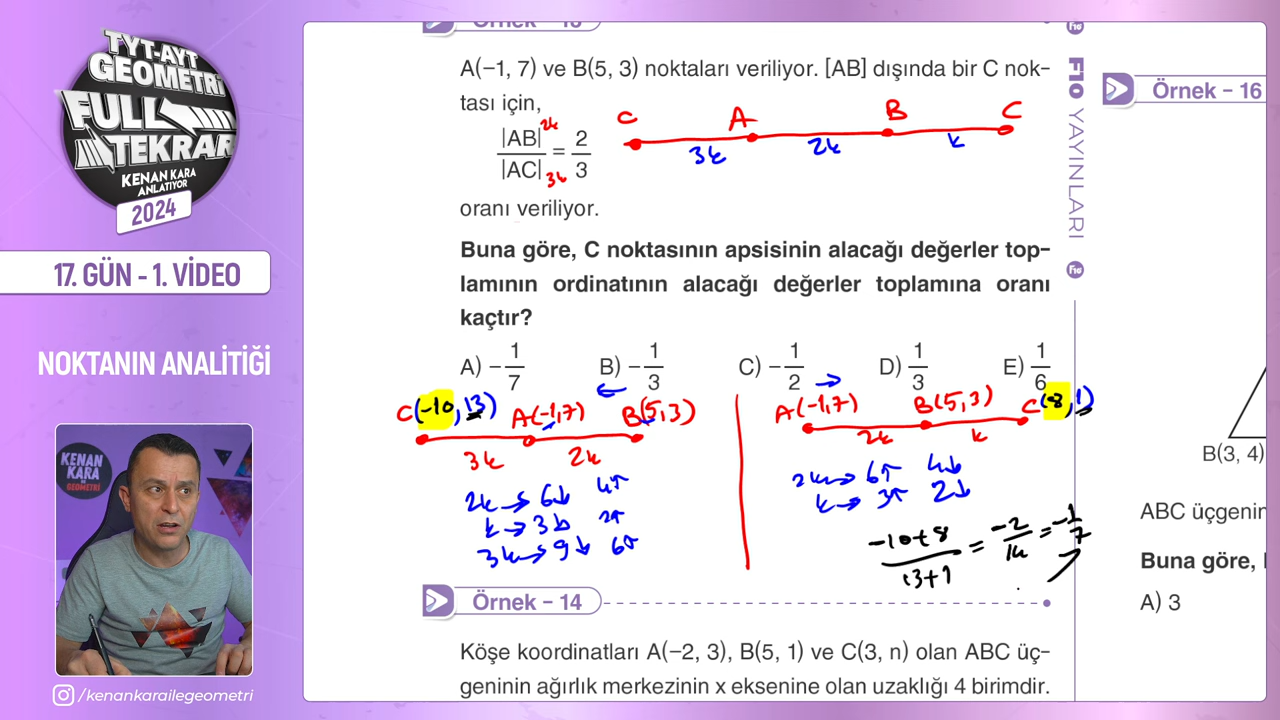 TYT-AYT
GEOMETRİ
FULL
TEKRAR
KENAN KARA
ANLATIYOR
2024
17. GÜN - 1. VİDEO
NOKTANIN ANALİTİĞİ
KENAN
KARA
GEOMETRİ
/kenankarailegeometri
A(−1, 7) ve B(5, 3) noktaları veriliyor. [AB] dışında bir C nok-
tası için,
|AB| 2k
|AC| 3k
= 2
3
C A B C
3k 2k k
oranı veriliyor.
Buna göre, C noktasının apsisinin alacağı değerler top-
lamının ordinatının alacağı değerler toplamına oranı
kaçtır?
A) −1/7 B) −1/3 C) −1/2 D) 1/3 E) 1/6
C(-10, 13) A(-1,7) B(5,3)
3k 2k
2k → 6↓ 4↑
k → 3↓ 2↑
3k → 9↓ 6↑
A(-1,7) B(5,3) C(8,1)
2k k
2k → 6↑ 4↓
k → 3↑ 2↓
-10+8
13+1
= -2/14 = -1/7
Örnek − 14
Köşe koordinatları A(−2, 3), B(5, 1) ve C(3, n) olan ABC üç-
geninin ağırlık merkezinin x eksenine olan uzaklığı 4 birimdir.
F10 YAYINLARI
F10
Örnek − 16
B(3, 4)
ABC üçgenin
Buna göre,
A) 3